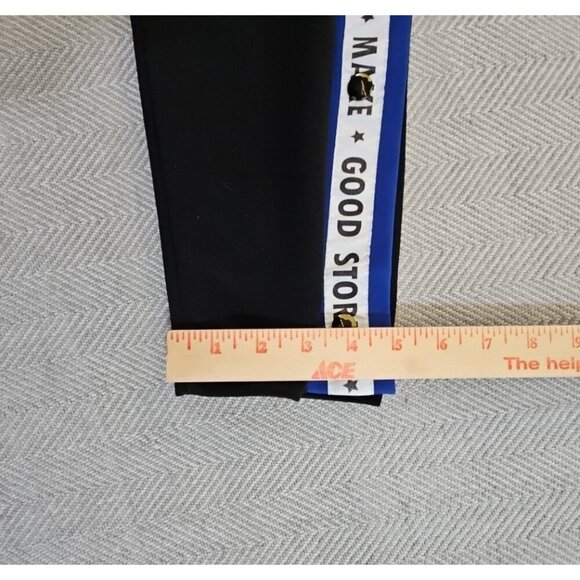 ★ MAKE ★ GOOD STOR
★
1 2 3 4 5 6 7 8 9
ACE
The help